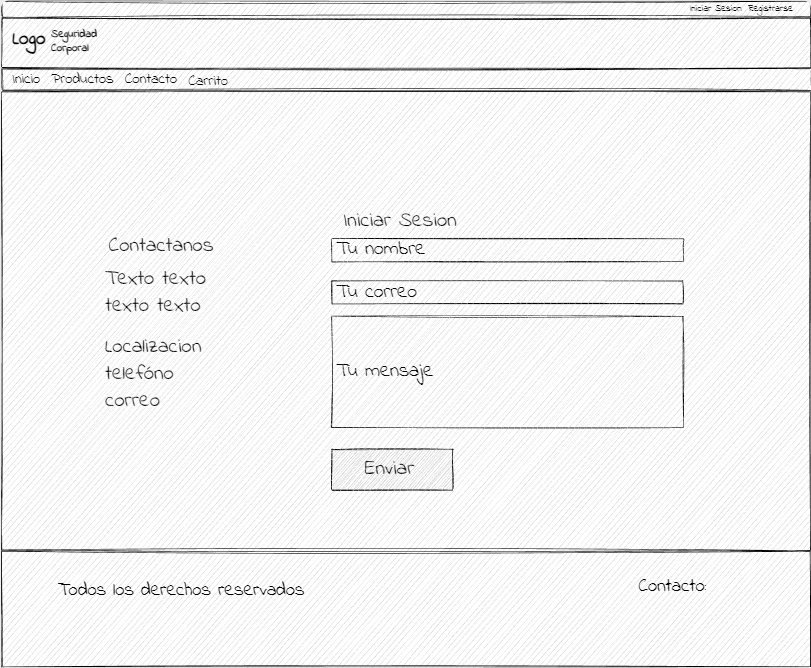 Iniciar Sesion Registrarse
Logo Seguridad
Corporal
Inicio Productos Contacto Carrito
Iniciar Sesion
Contactanos
Tu nombre
Texto texto
texto texto
Tu correo
Localizacion
telefóno
correo
Tu mensaje
Enviar
Todos los derechos reservados
Contacto: